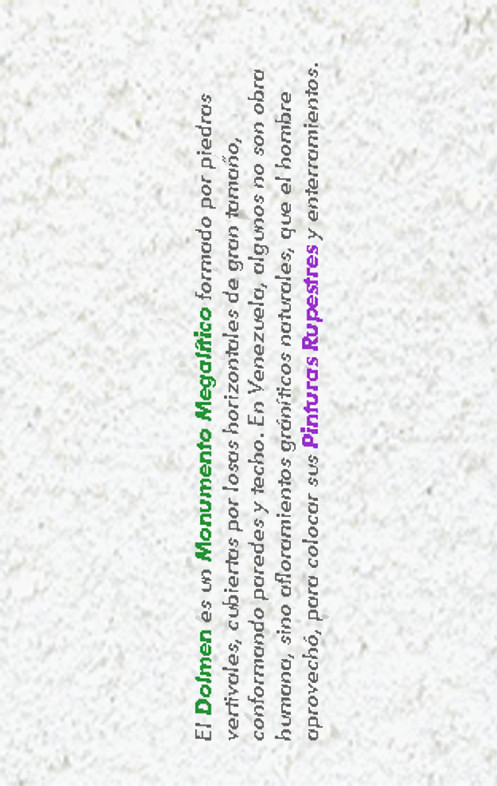 El Dolmen es un Monumento Megalítico formado por piedras
vertivales, cubiertas por losas horizontales de gran tamaño,
conformando paredes y techo. En Venezuela, algunos no son obra
humana, sino afloramientos gráníticos naturales, que el hombre
aprovechó, para colocar sus Pinturas Rupestres y enterramientos.